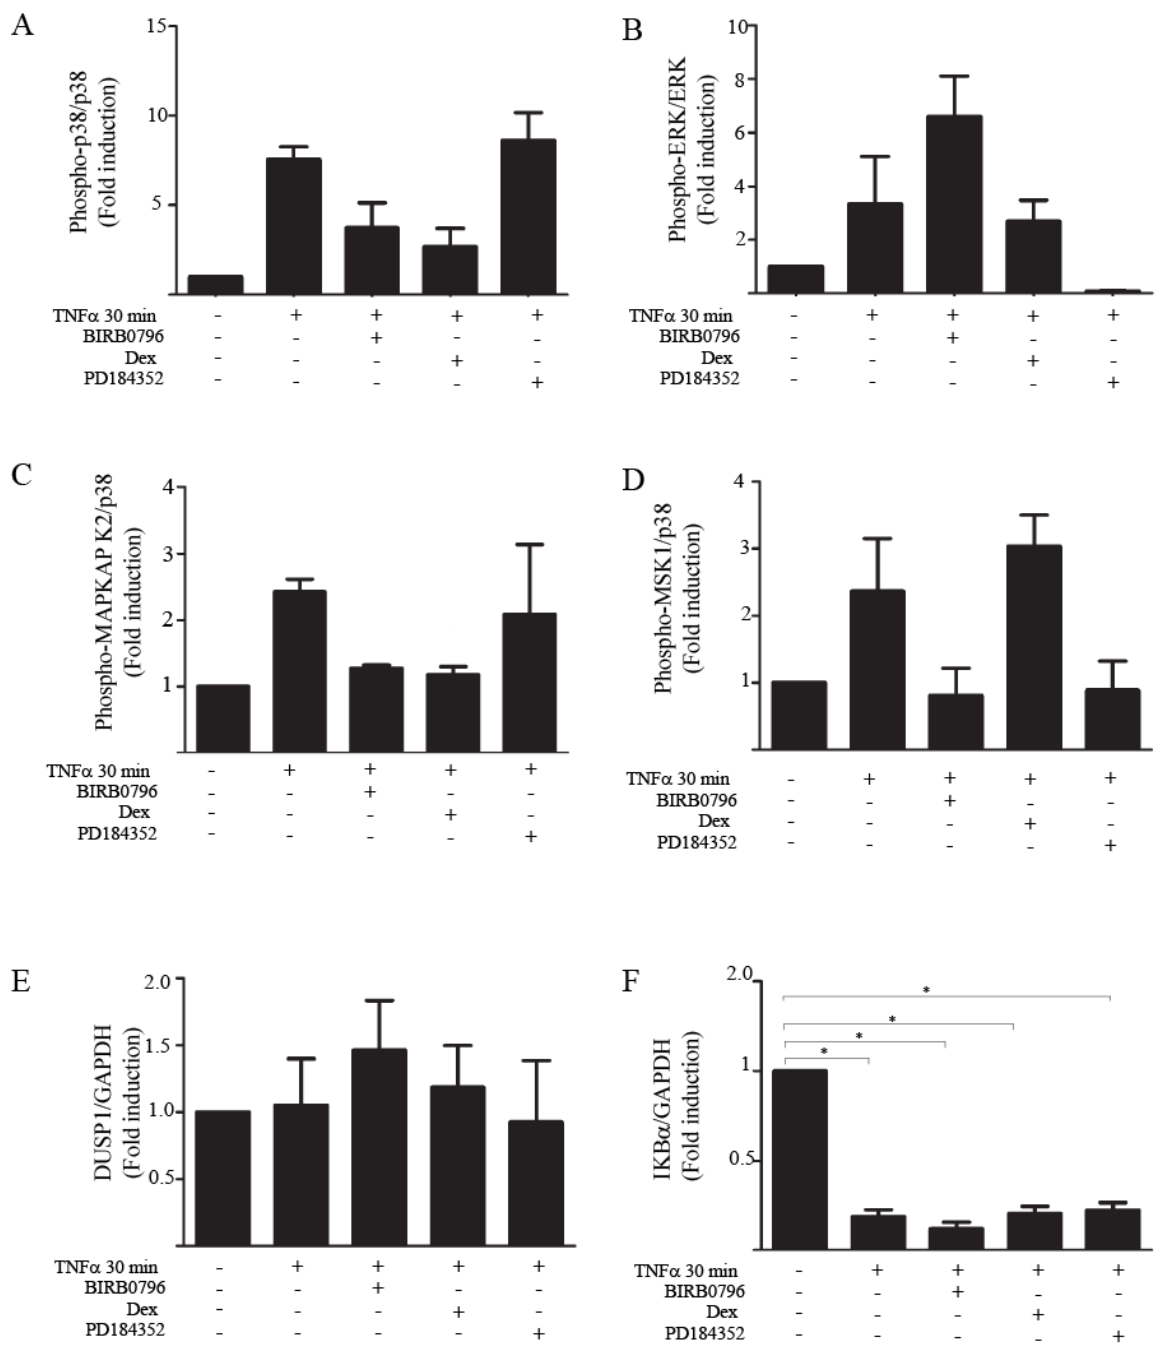 A
15
10
5
Phospho-p38/p38
(Fold induction)
TNFα 30 min - + + + +
BIRB0796 - - + - -
Dex - - - + -
PD184352 - - - - +
B
10
8
6
4
2
Phospho-ERK/ERK
(Fold induction)
TNFα 30 min - + + + +
BIRB0796 - - + - -
Dex - - - + -
PD184352 - - - - +
C
4
3
2
1
Phospho-MAPKAP K2/p38
(Fold induction)
TNFα 30 min - + + + +
BIRB0796 - - + - -
Dex - - - + -
PD184352 - - - - +
D
4
3
2
1
Phospho-MSK1/p38
(Fold induction)
TNFα 30 min - + + + +
BIRB0796 - - + - -
Dex - - - + -
PD184352 - - - - +
E
2.0
1.5
1.0
0.5
DUSP1/GAPDH
(Fold induction)
TNFα 30 min - + + + +
BIRB0796 - - + - -
Dex - - - + -
PD184352 - - - - +
F
2.0
1
0.5
IKBα/GAPDH
(Fold induction)
*
*
*
*
TNFα 30 min - + + + +
BIRB0796 - - + - -
Dex - - - + -
PD184352 - - - - +